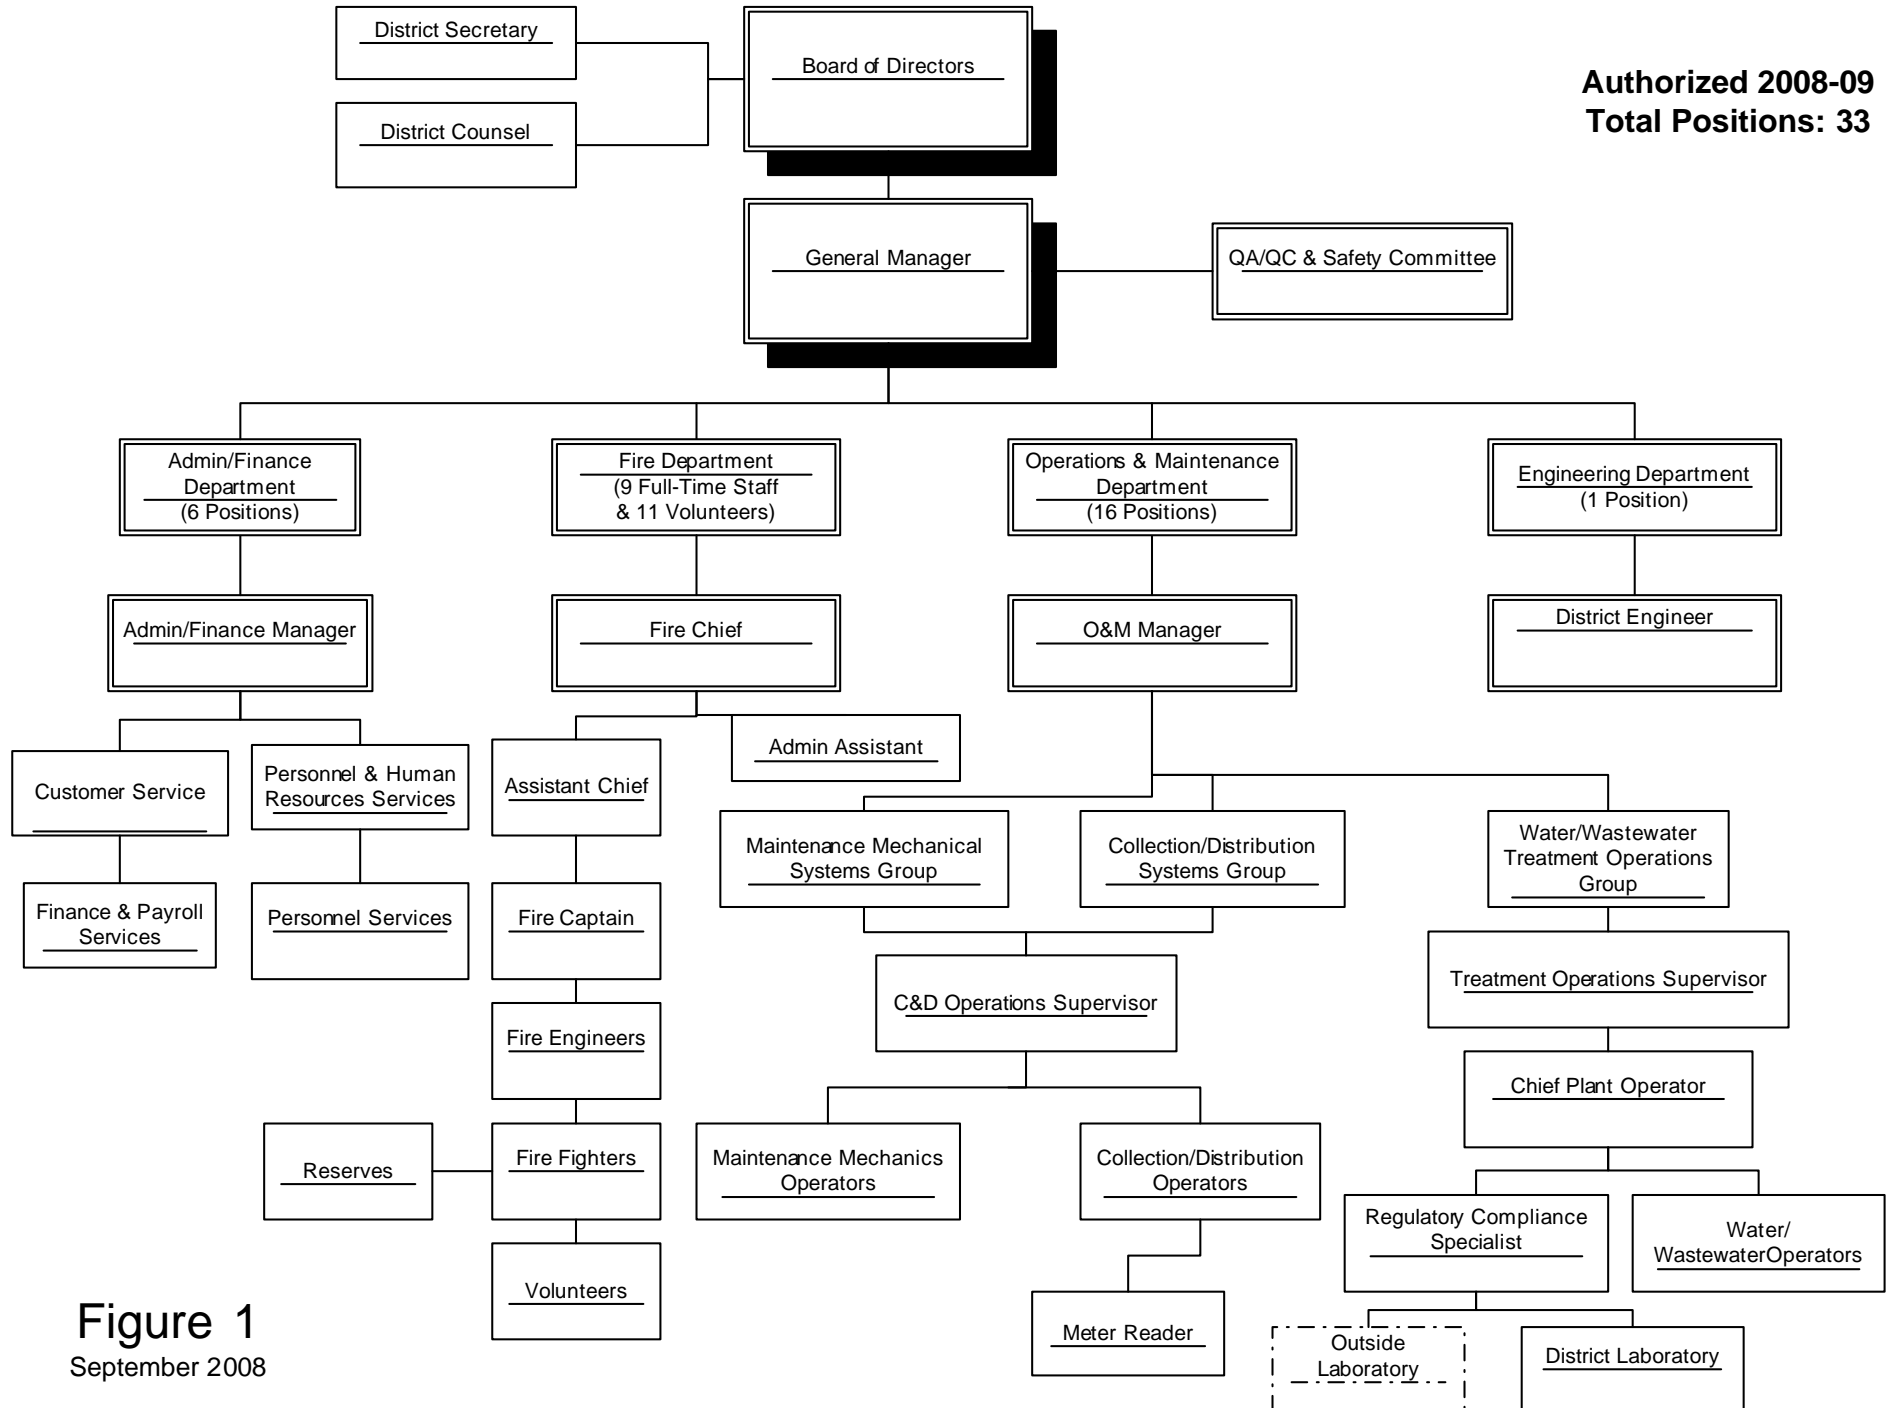 District Secretary
Board of Directors
District Counsel
Authorized 2008-09
Total Positions: 33
General Manager
QA/QC & Safety Committee
Admin/Finance
Department
(6 Positions)
Fire Department
(9 Full-Time Staff
& 11 Volunteers)
Operations & Maintenance
Department
(16 Positions)
Engineering Department
(1 Position)
Admin/Finance Manager
Fire Chief
O&M Manager
District Engineer
Customer Service
Personnel & Human
Resources Services
Assistant Chief
Admin Assistant
Maintenance Mechanical
Systems Group
Collection/Distribution
Systems Group
Water/Wastewater
Treatment Operations
Group
Finance & Payroll
Services
Personnel Services
Fire Captain
C&D Operations Supervisor
Treatment Operations Supervisor
Fire Engineers
Chief Plant Operator
Reserves
Fire Fighters
Maintenance Mechanics
Operators
Collection/Distribution
Operators
Regulatory Compliance
Specialist
Water/
WastewaterOperators
Volunteers
Meter Reader
Outside
Laboratory
District Laboratory
Figure 1
September 2008